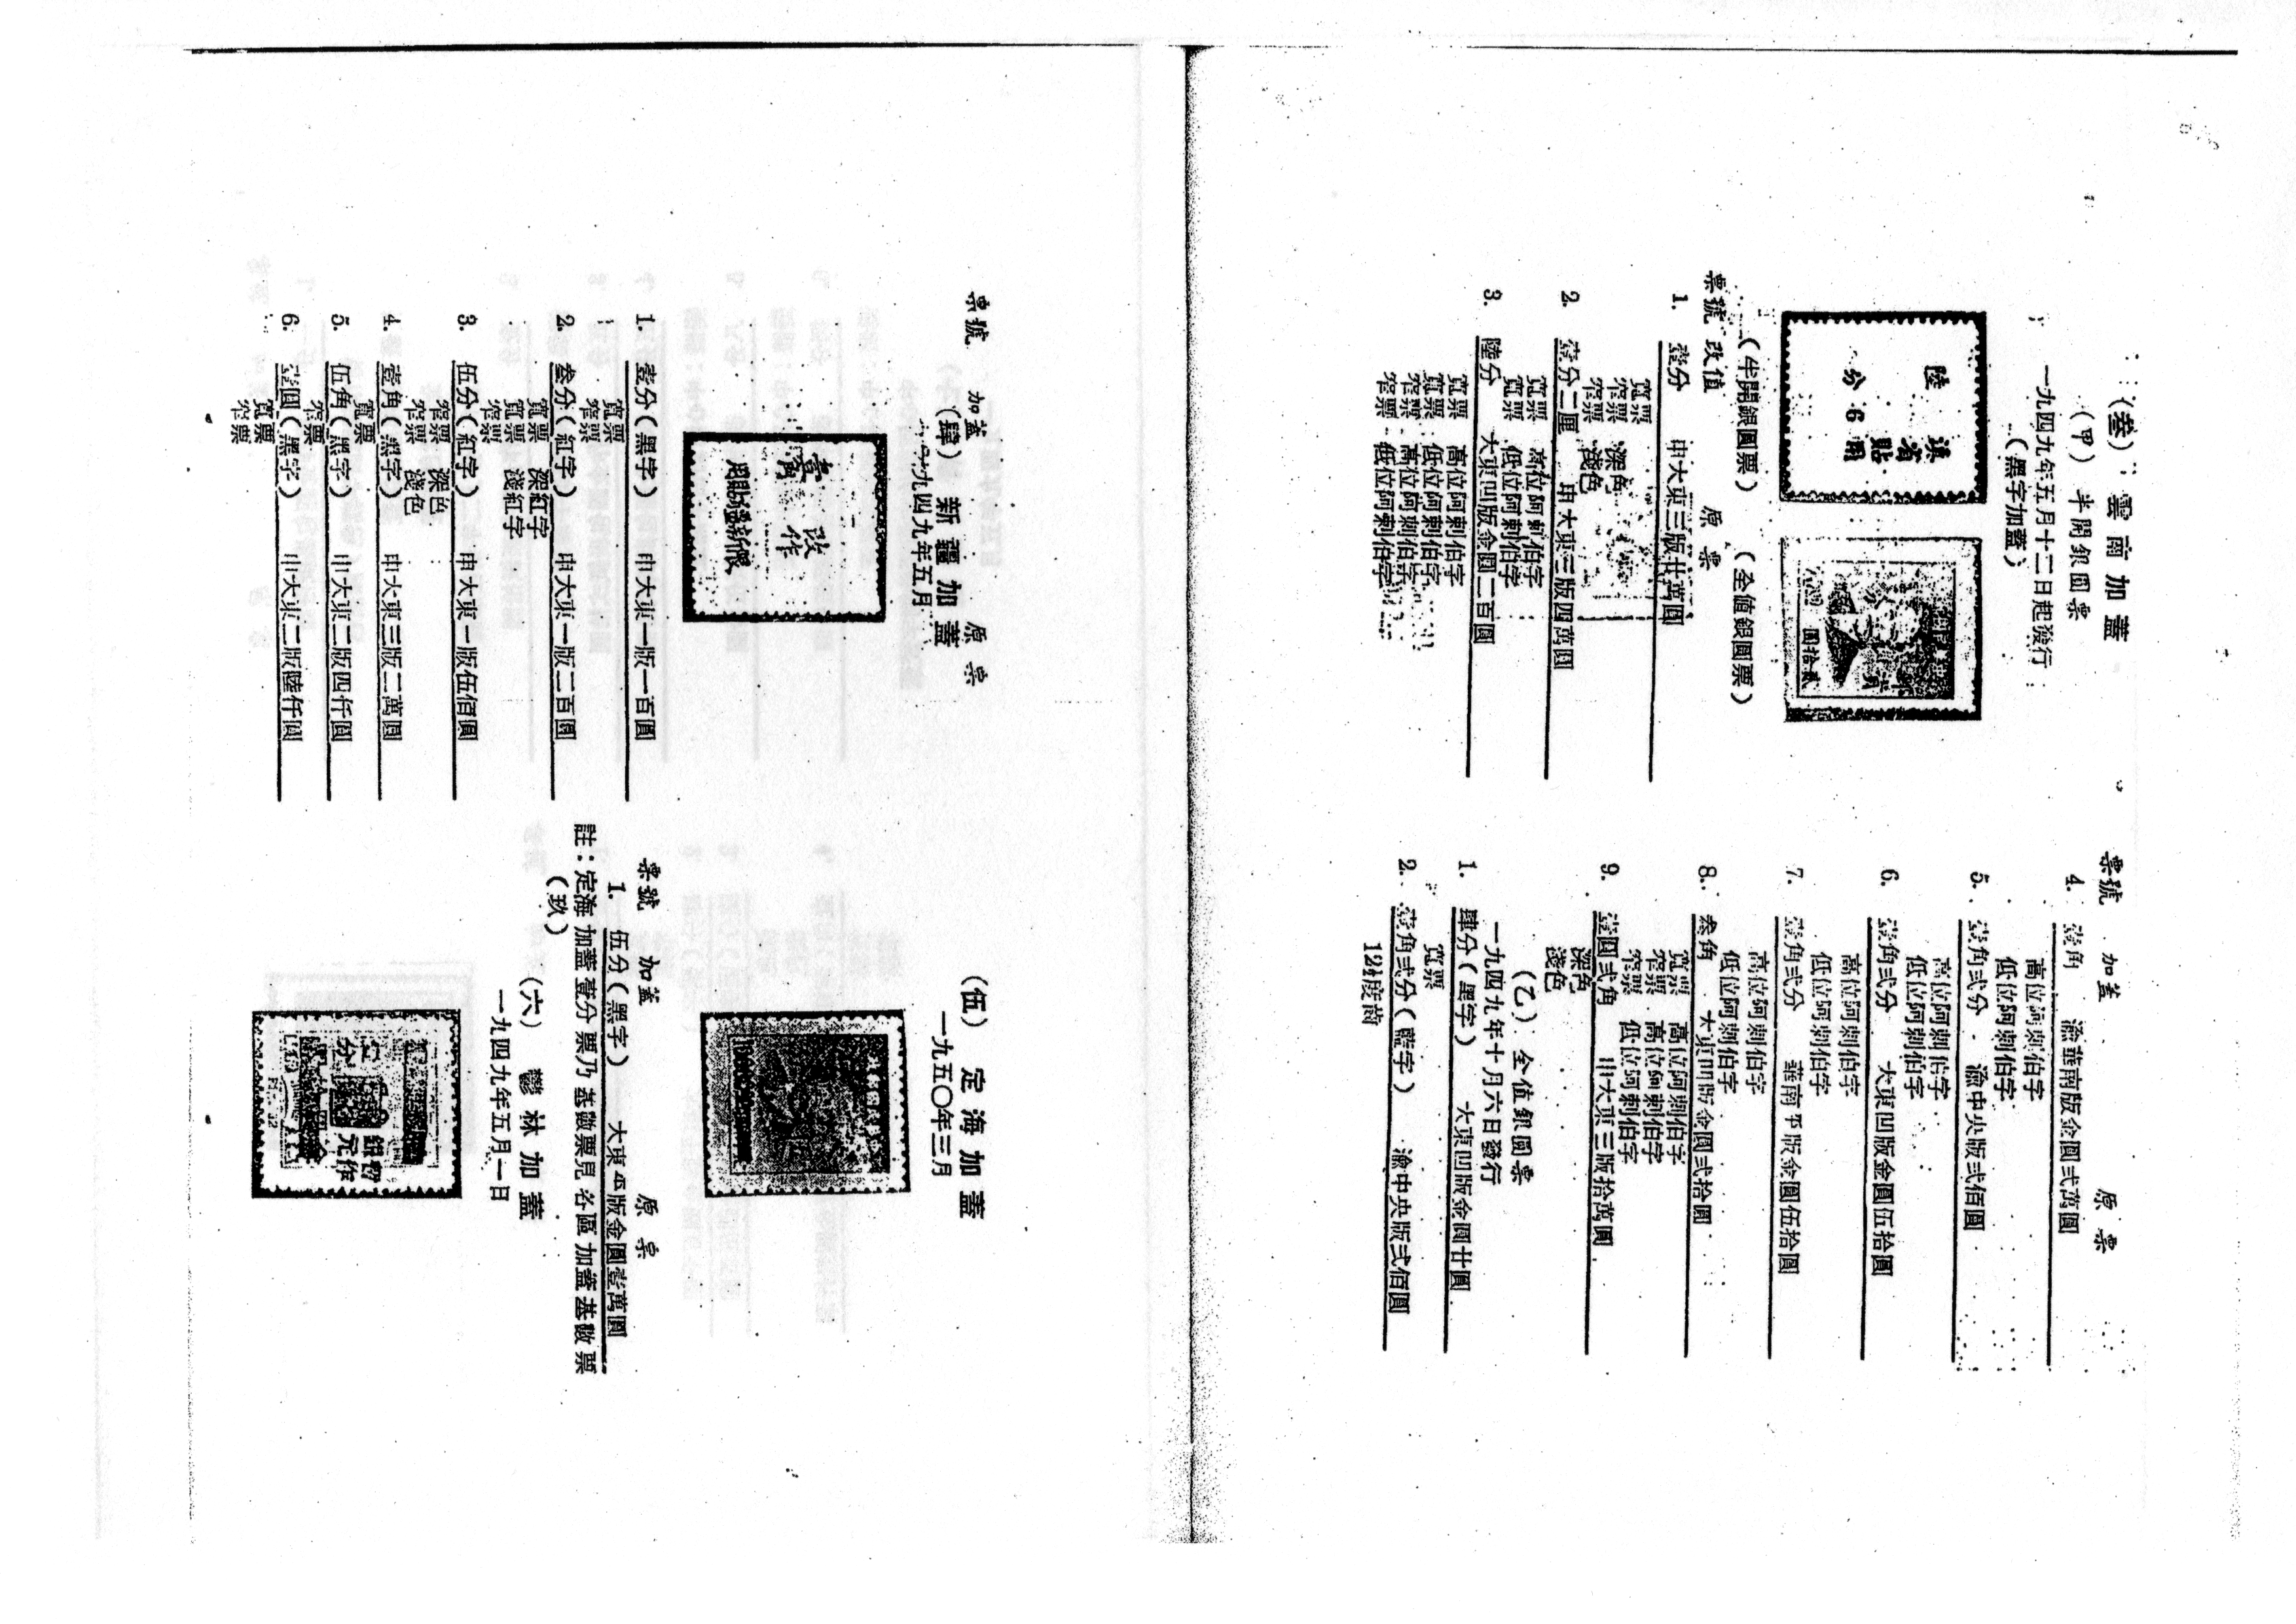 （叁） 雲南加蓋
（甲） 半開銀圓票
一九四九年五月十二日起發行
（黑字加蓋）
陸
分6用
滇省貼
圓拾貳
（半開銀圓票） （全值銀圓票）
票號 改值 原票
1. 壹分 中大東三版廿萬圓
寬票 深色
窄票
窄票 淺色
2. 壹分二厘 中大東三版四萬圓
寬票 高位阿剌伯字
寬票 低位阿剌伯字
3. 陸分 大東凹版金圓二百圓
寬票 高位阿剌伯字
寬票 低位阿剌伯字
窄票 高位阿剌伯字
窄票 低位阿剌伯字
票號 加蓋 原票
4. 壹角 渝華南版金圓貳萬圓
高位阿剌伯字
低位阿剌伯字
5. 壹角弍分 渝中央版弍佰圓
高位阿剌伯字
低位阿剌伯字
6. 壹角弍分 大東凹版金圓伍拾圓
高位阿剌伯字
低位阿剌伯字
7. 壹角弍分 華南平版金圓伍拾圓
高位阿剌伯字
低位阿剌伯字
8. 叁角 大東凹版金圓弍拾圓
寬票 高位阿剌伯字
窄票 高位阿剌伯字
窄票 低位阿剌伯字
9. 壹圓弍角 中大東三版拾萬圓
深色
淺色
（乙） 全值銀圓票
一九四九年十月六日發行
1. 肆分（黑字） 大東凹版金圓廿圓
寬票
2. 壹角弍分（藍字） 渝中央版弍佰圓
12½度齒
（肆） 新疆加蓋
一九四九年五月
票號 加蓋 原票
改作
限新疆貼用
1. 壹分（黑字） 中大東一版一百圓
寬票
窄票
2. 叁分（紅字） 中大東一版二百圓
寬票 深紅字
寬票 淺紅字
窄票
3. 伍分（紅字） 中大東一版伍佰圓
窄票 深色
窄票 淺色
4. 壹角（黑字） 中大東三版二萬圓
寬票
5. 伍角（黑字） 中大東二版四仟圓
窄票
6. 壹圓（黑字） 中大東二版陸仟圓
寬票
窄票
（伍） 定海加蓋
一九五〇年三月
票號 加蓋 原票
1. 伍分（黑字） 大東平版金圓壹萬圓
註：定海加蓋壹分票乃基數票見各區加蓋基數票
（玖）
（六） 鬱林加蓋
一九四九年五月一日